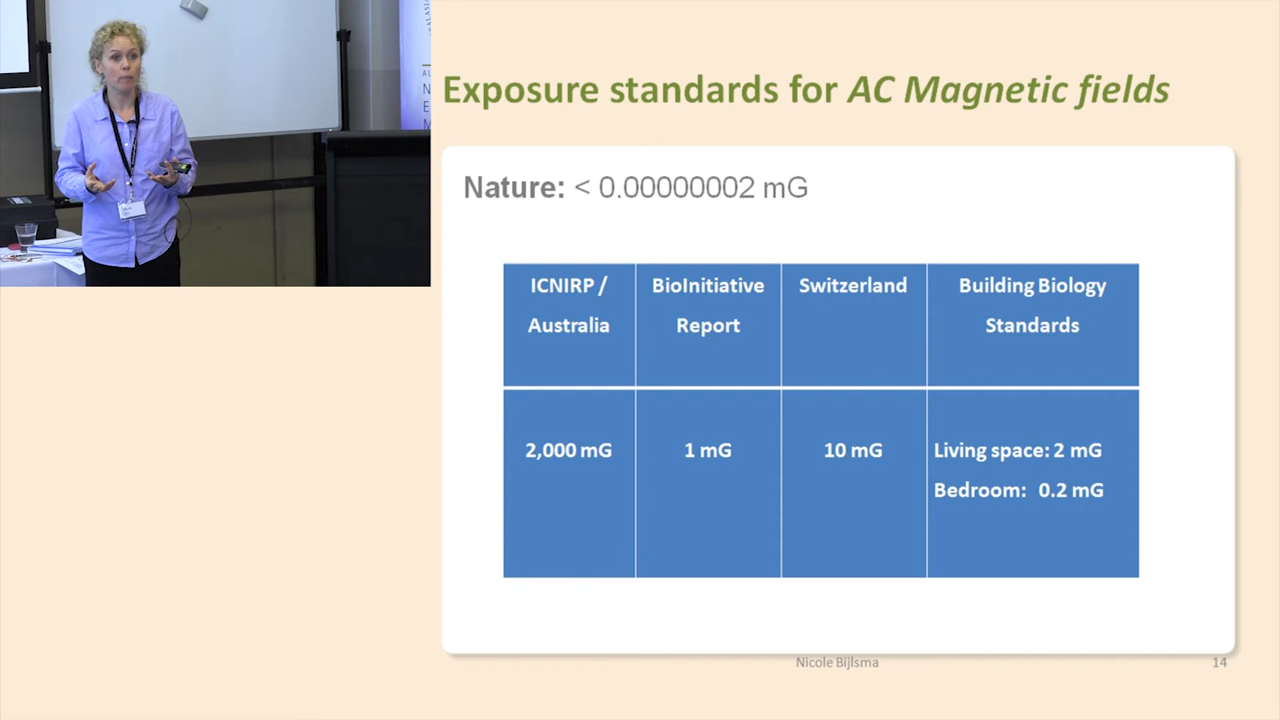 Exposure standards for AC Magnetic fields
Nature: < 0.00000002 mG
ICNIRP /
Australia
BioInitiative
Report
Switzerland
Building Biology
Standards
2,000 mG
1 mG
10 mG
Living space: 2 mG
Bedroom: 0.2 mG
Nicole Bijlsma
14